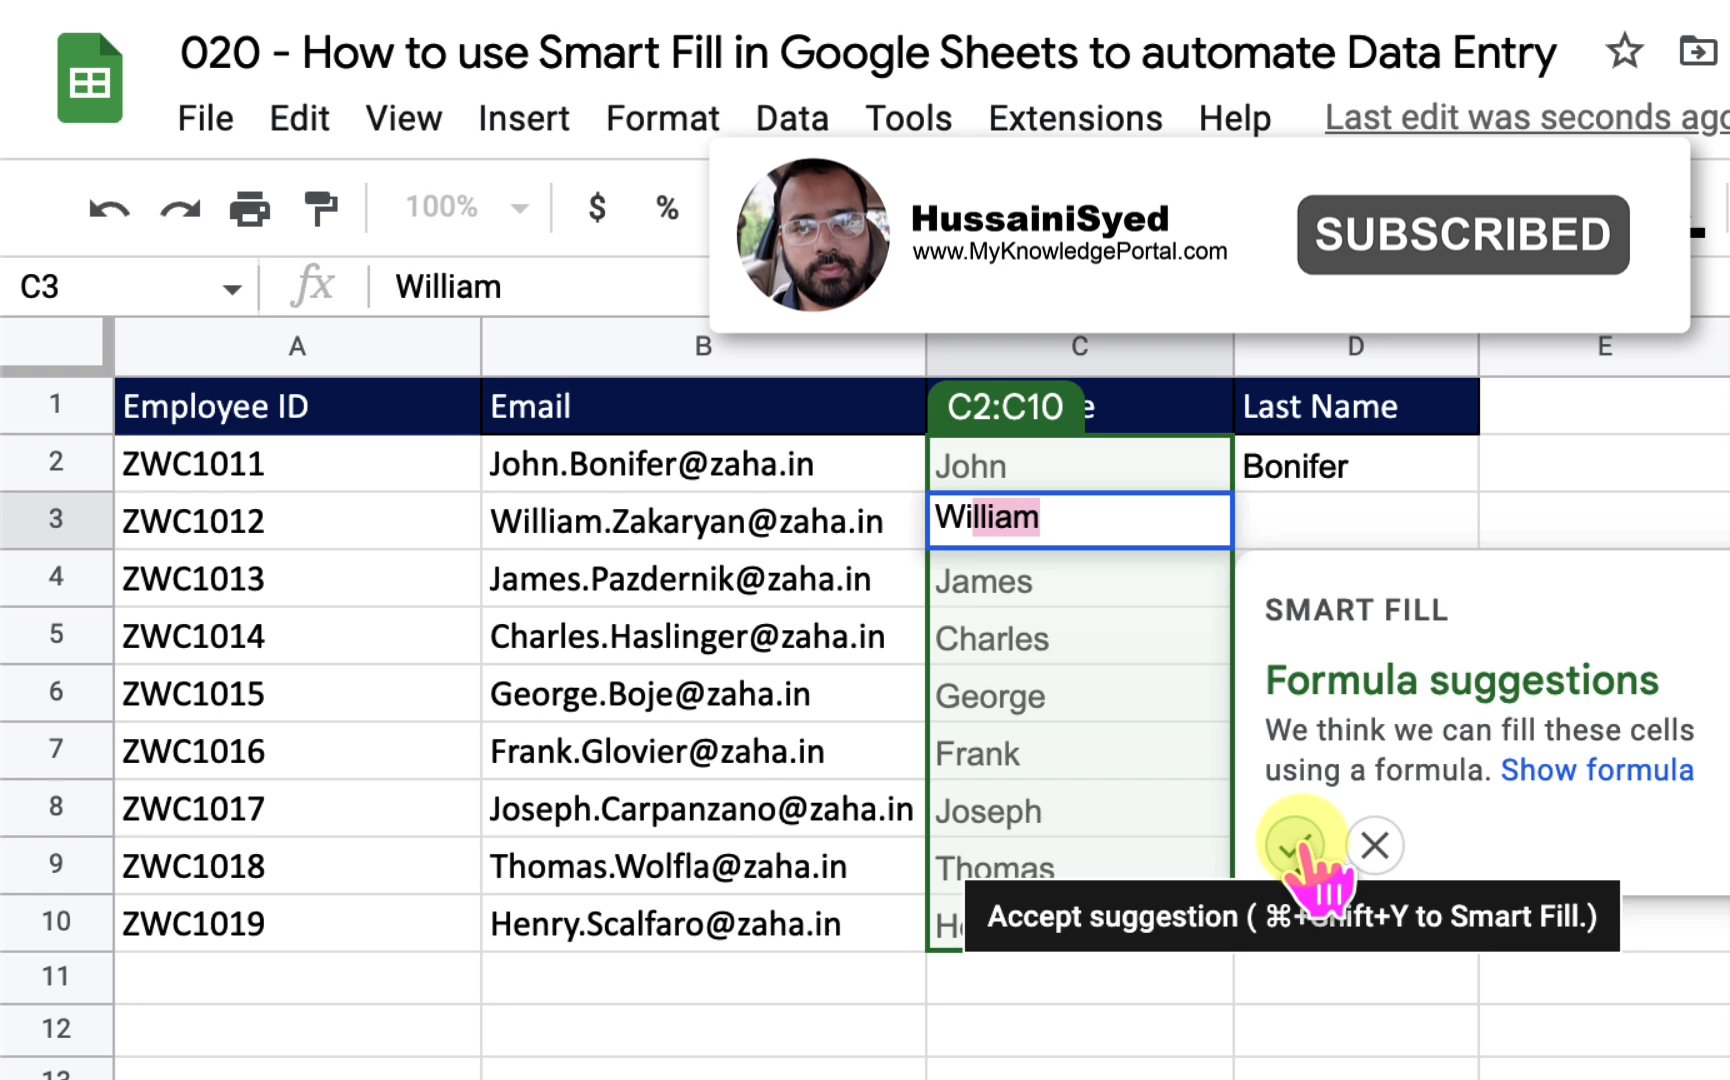 020 - How to use Smart Fill in Google Sheets to automate Data Entry
File Edit View Insert Format Data Tools Extensions Help Last edit was seconds ago
100% $ %
HussainiSyed
www.MyKnowledgePortal.com
SUBSCRIBED
C3 fx William
A B C D E
1 Employee ID Email C2:C10 e Last Name
2 ZWC1011 John.Bonifer@zaha.in John Bonifer
3 ZWC1012 William.Zakaryan@zaha.in William
4 ZWC1013 James.Pazdernik@zaha.in James
5 ZWC1014 Charles.Haslinger@zaha.in Charles
6 ZWC1015 George.Boje@zaha.in George
7 ZWC1016 Frank.Glovier@zaha.in Frank
8 ZWC1017 Joseph.Carpanzano@zaha.in Joseph
9 ZWC1018 Thomas.Wolfla@zaha.in Thomas
10 ZWC1019 Henry.Scalfaro@zaha.in
11
12
13
SMART FILL
Formula suggestions
We think we can fill these cells
using a formula. Show formula
Accept suggestion ( ⌘+Shift+Y to Smart Fill.)